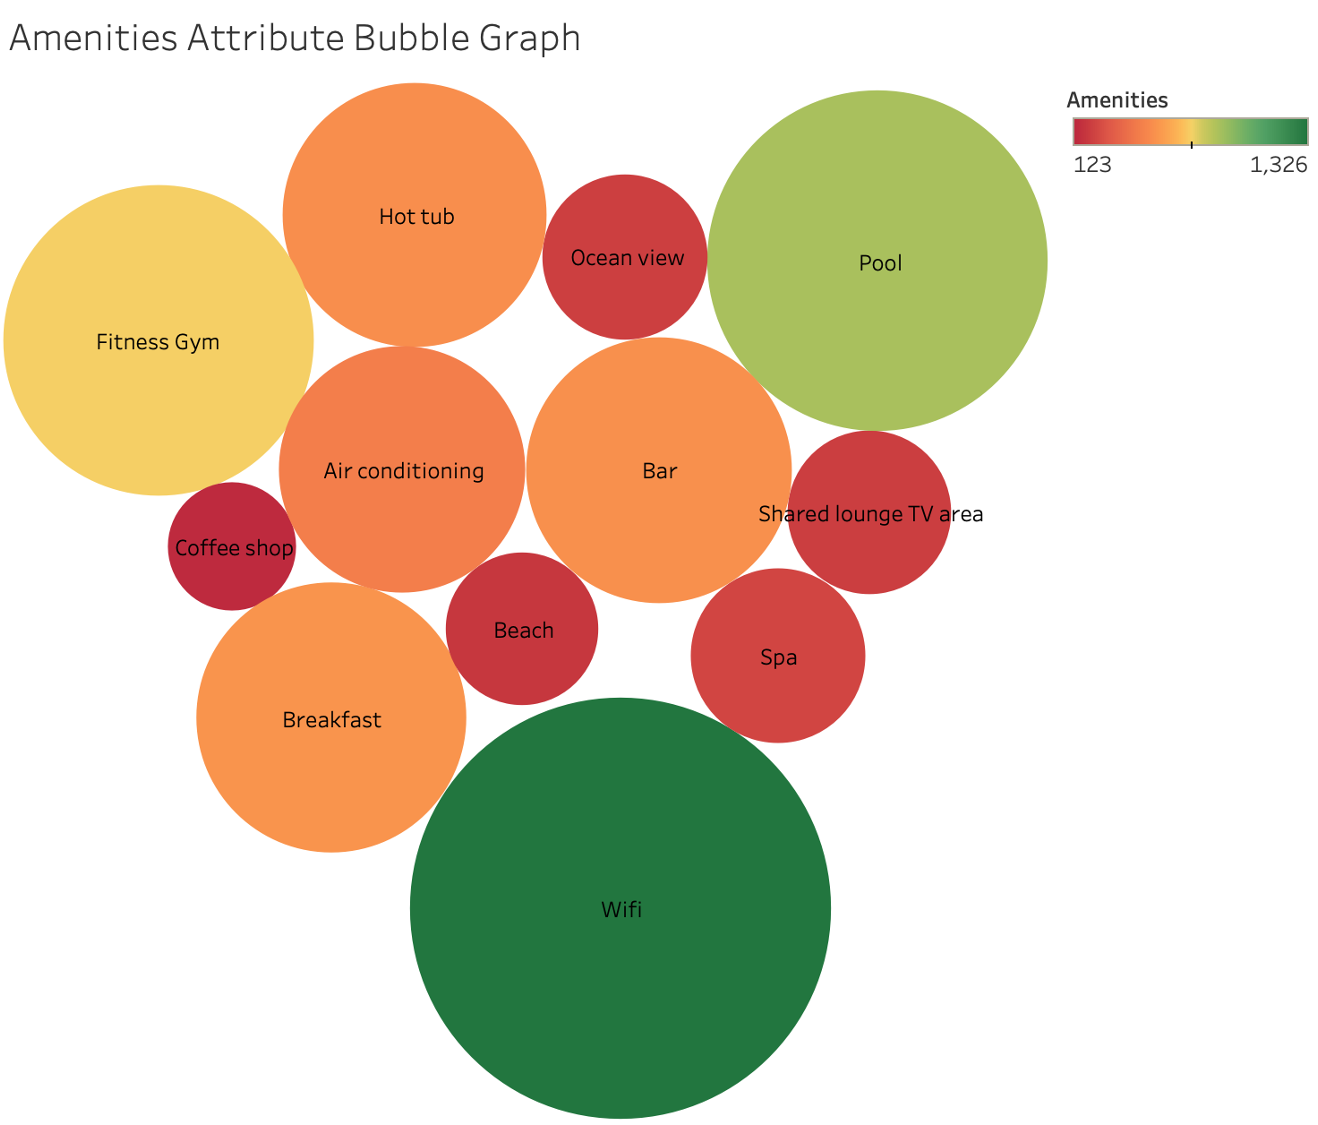 Amenities Attribute Bubble Graph
Amenities
123 1,326
Hot tub
Ocean view
Pool
Fitness Gym
Air conditioning
Bar
Shared lounge TV area
Coffee shop
Beach
Spa
Breakfast
Wifi